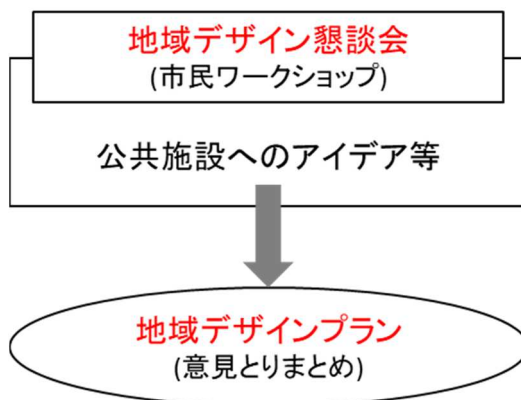 地域デザイン懇談会
(市民ワークショップ)
公共施設へのアイデア等
地域デザインプラン
(意見とりまとめ)